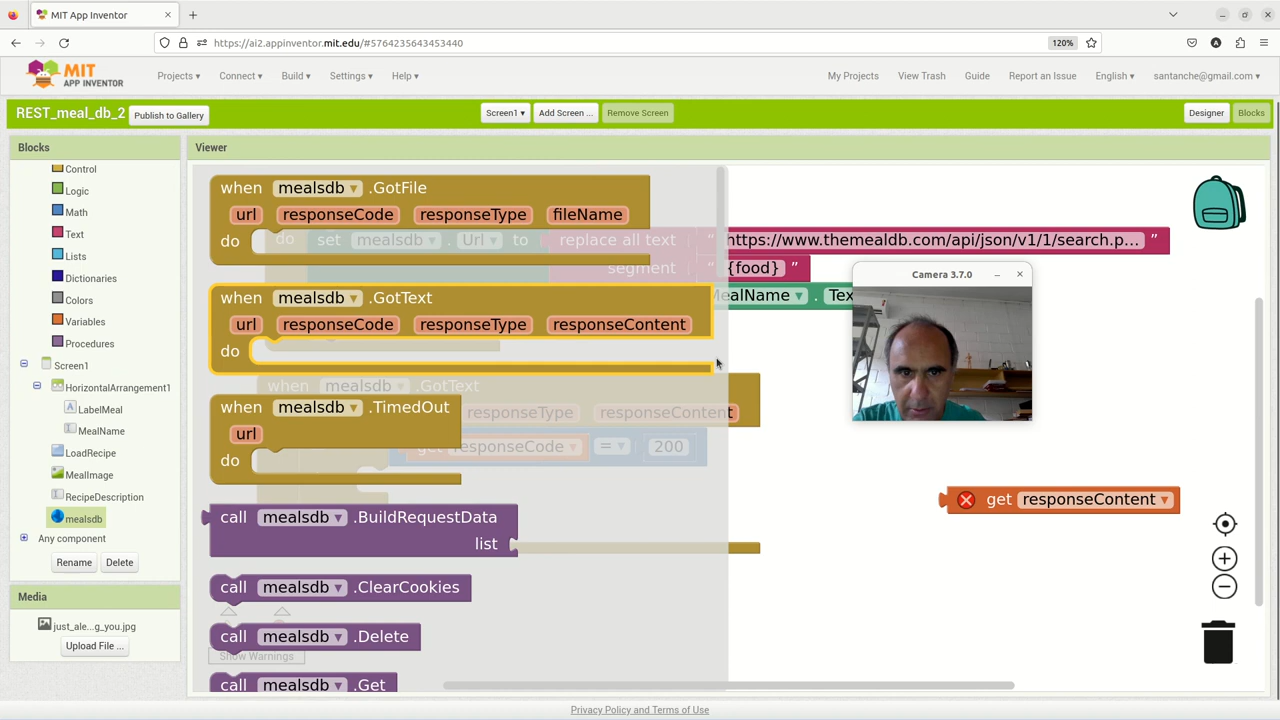 MIT App Inventor
https://ai2.appinventor.mit.edu/#5764235643453440
120%
MIT
APP INVENTOR
Projects
Connect
Build
Settings
Help
My Projects
View Trash
Guide
Report an Issue
English
santanche@gmail.com
REST_meal_db_2
Publish to Gallery
Screen1
Add Screen ...
Remove Screen
Designer
Blocks
Blocks
Control
Logic
Math
Text
Lists
Dictionaries
Colors
Variables
Procedures
Screen1
HorizontalArrangement1
LabelMeal
MealName
LoadRecipe
MealImage
RecipeDescription
mealsdb
Any component
Rename
Delete
Media
just_ale...g_you.jpg
Upload File ...
Viewer
when mealsdb .GotFile
url responseCode responseType fileName
do
do set mealsdb . Url to replace all text " https://www.themealdb.com/api/json/v1/1/search.p... "
segment " {food}
MealName . Tex
when mealsdb .GotText
url responseCode responseType responseContent
do
when mealsdb .GotText
responseType responseContent
get responseCode = 200
when mealsdb .TimedOut
url
do
call mealsdb .BuildRequestData
list
call mealsdb .ClearCookies
call mealsdb .Delete
Show Warnings
call mealsdb .Get
Camera 3.7.0
get responseContent
Privacy Policy and Terms of Use